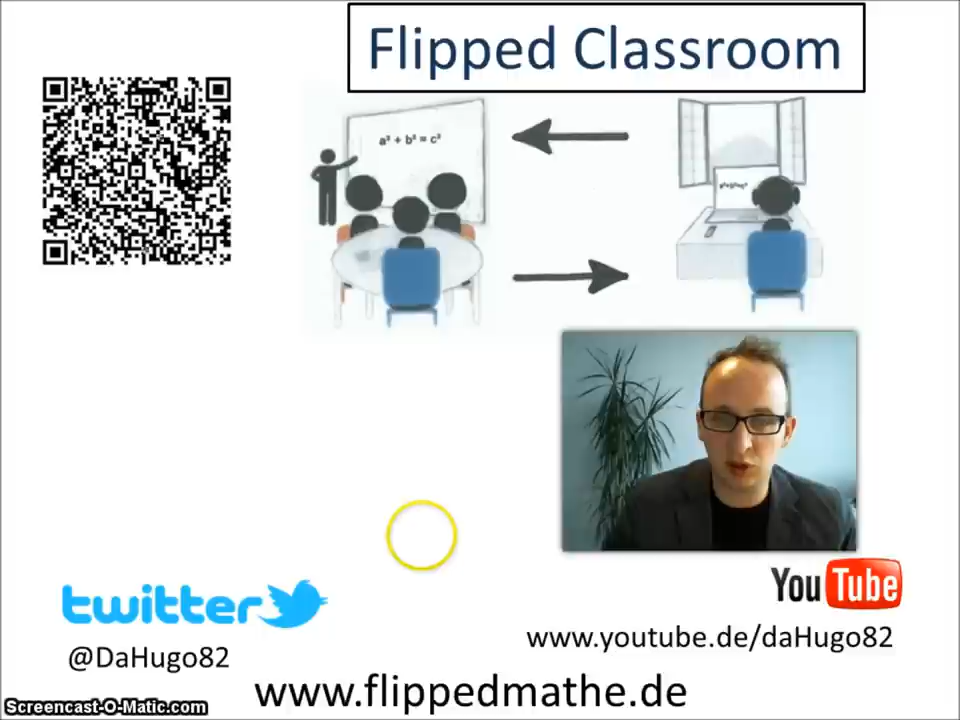 Flipped Classroom
a² + b² = c²
twitter
You Tube
@DaHugo82
www.youtube.de/daHugo82
www.flippedmathe.de
Screencast-O-Matic.com